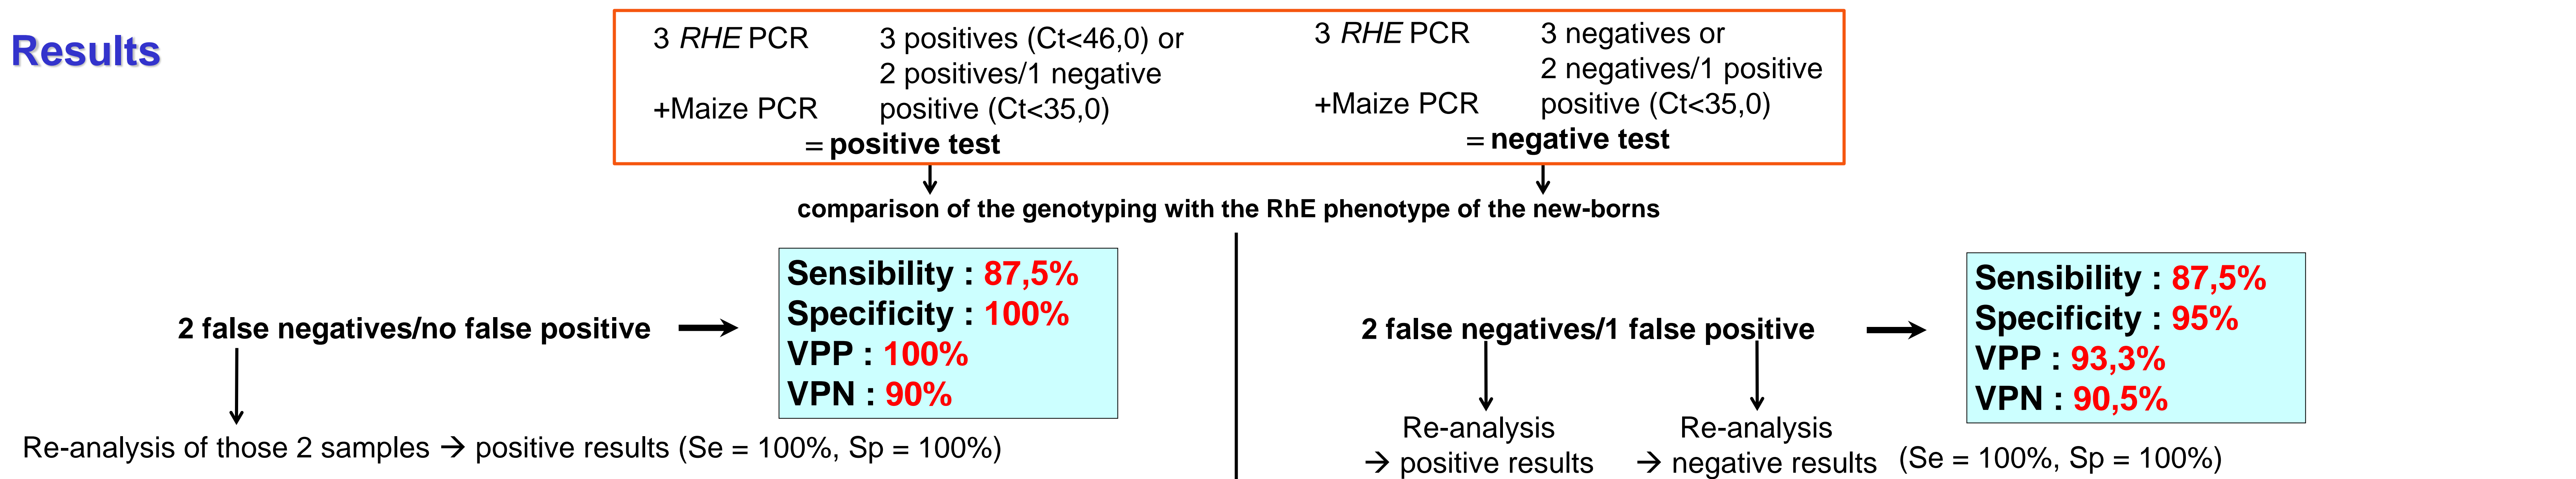 Results
3 RHE PCR 3 positives (Ct<46,0) or
2 positives/1 negative
+Maize PCR positive (Ct<35,0)
= positive test
3 RHE PCR 3 negatives or
2 negatives/1 positive
+Maize PCR positive (Ct<35,0)
= negative test
comparison of the genotyping with the RhE phenotype of the new-borns
2 false negatives/no false positive
Sensibility : 87,5%
Specificity : 100%
VPP : 100%
VPN : 90%
Re-analysis of those 2 samples → positive results (Se = 100%, Sp = 100%)
2 false negatives/1 false positive
Sensibility : 87,5%
Specificity : 95%
VPP : 93,3%
VPN : 90,5%
Re-analysis
→ positive results
Re-analysis
→ negative results
(Se = 100%, Sp = 100%)